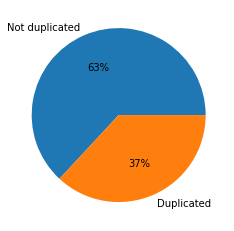 Not duplicated
63%
37%
Duplicated